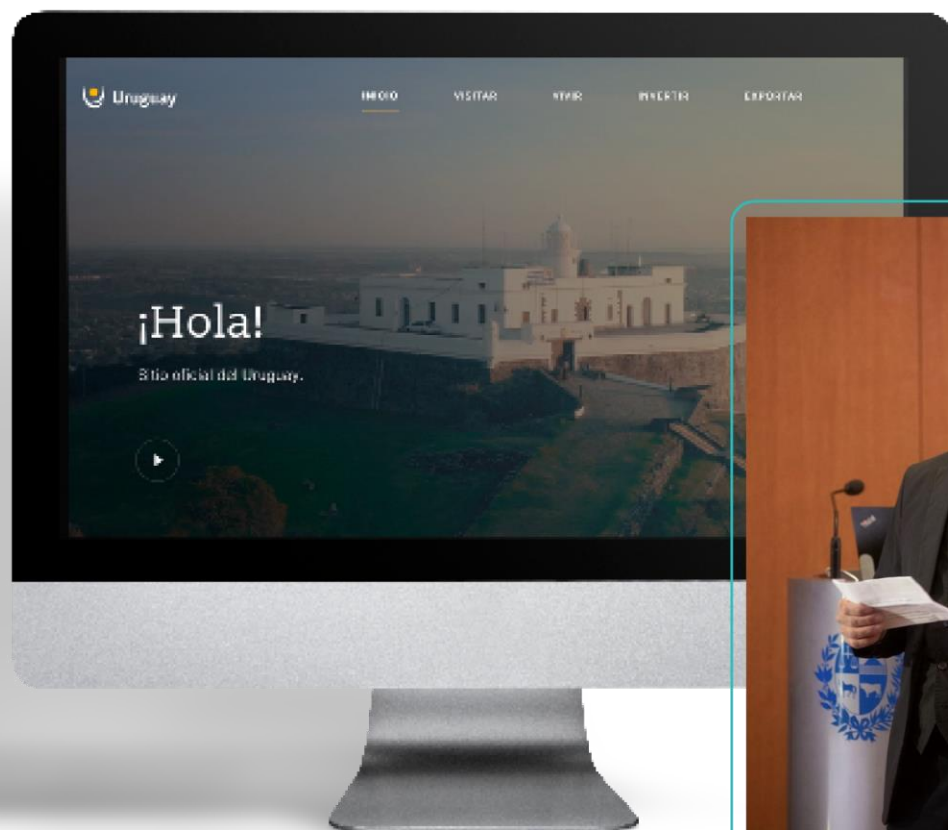 Uruguay
INICIO
VISITAR
VIVIR
INVERTIR
EXPORTAR
¡Hola!
Sitio oficial del Uruguay.